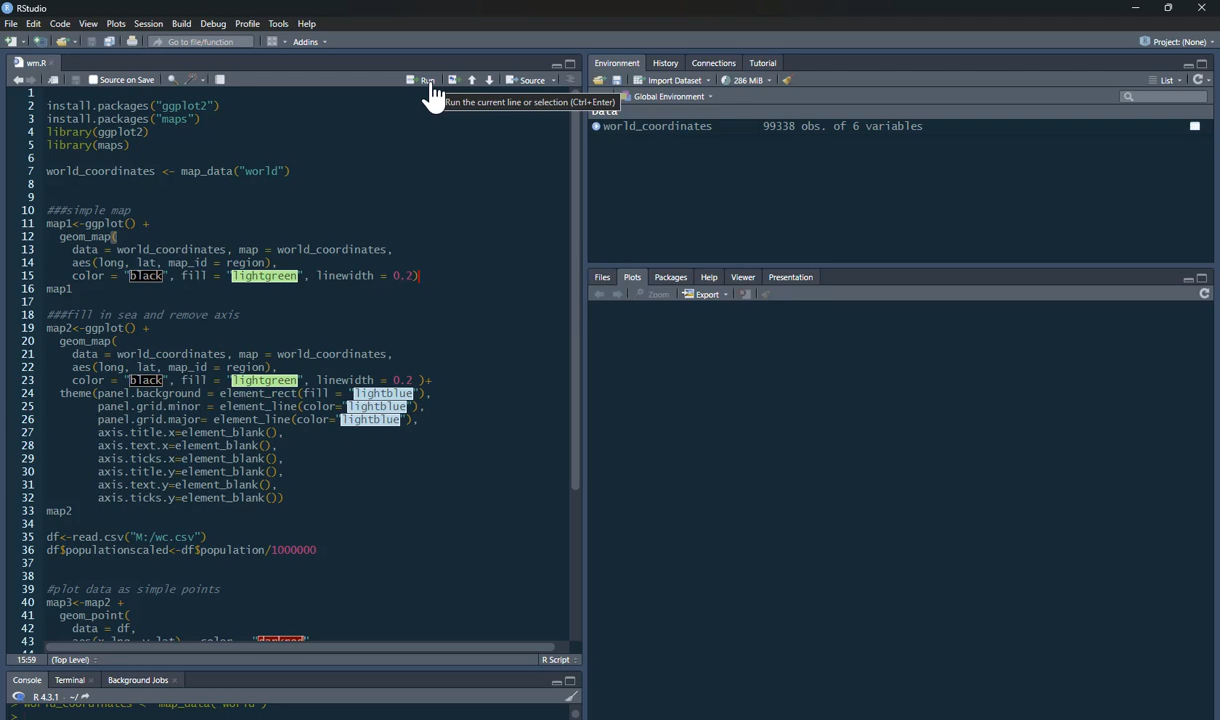 RStudio
File Edit Code View Plots Session Build Debug Profile Tools Help
Go to file/function Addins Project: (None)
wm.R
Source on Save Run Source
Run the current line or selection (Ctrl+Enter)
1
2 install.packages("ggplot2")
3 install.packages("maps")
4 library(ggplot2)
5 library(maps)
6
7 world_coordinates <- map_data("world")
8
9
10 ###simple map
11 map1<-ggplot() +
12 geom_map(
13 data = world_coordinates, map = world_coordinates,
14 aes(long, lat, map_id = region),
15 color = "black", fill = "lightgreen", linewidth = 0.2)
16 map1
17
18 ###fill in sea and remove axis
19 map2<-ggplot() +
20 geom_map(
21 data = world_coordinates, map = world_coordinates,
22 aes(long, lat, map_id = region),
23 color = "black", fill = "lightgreen", linewidth = 0.2 )+
24 theme(panel.background = element_rect(fill = "lightblue"),
25 panel.grid.minor = element_line(color="lightblue"),
26 panel.grid.major= element_line(color="lightblue"),
27 axis.title.x=element_blank(),
28 axis.text.x=element_blank(),
29 axis.ticks.x=element_blank(),
30 axis.title.y=element_blank(),
31 axis.text.y=element_blank(),
32 axis.ticks.y=element_blank())
33 map2
34
35 df<-read.csv("M:/wc.csv")
36 df$populationscaled<-df$population/1000000
37
38
39 #plot data as simple points
40 map3<-map2 +
41 geom_point(
42 data = df,
43
15:59 (Top Level) R Script
Console Terminal Background Jobs
R 4.3.1 · ~/
> world_coordinates <- map_data("world")
>
Environment History Connections Tutorial
Import Dataset 286 MiB List
Global Environment
Data
world_coordinates 99338 obs. of 6 variables
Files Plots Packages Help Viewer Presentation
Zoom Export